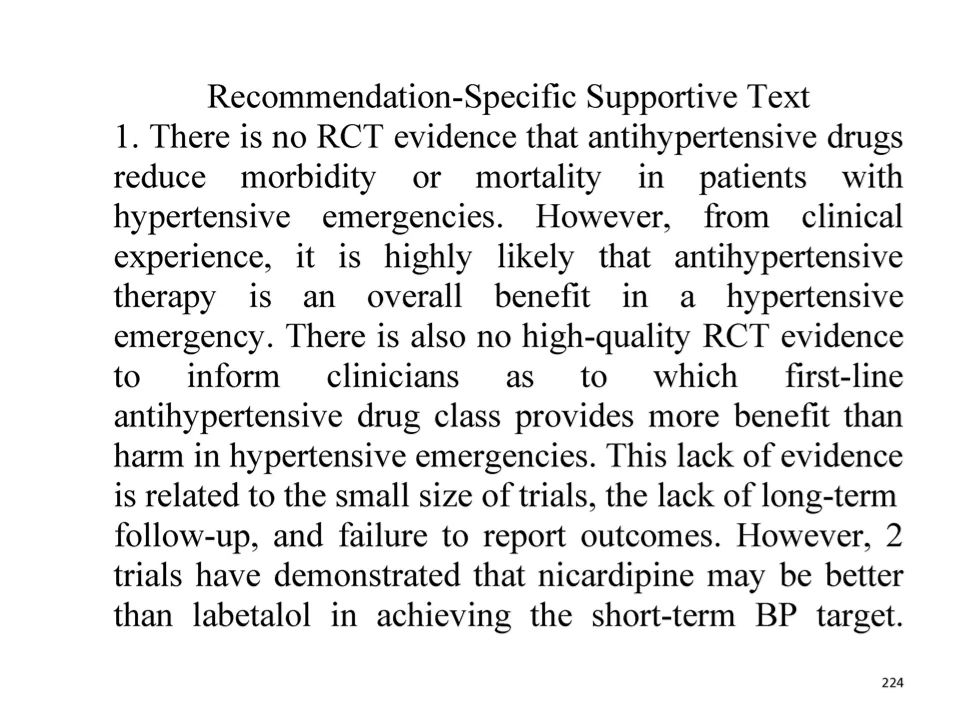 Recommendation-Specific Supportive Text
1. There is no RCT evidence that antihypertensive drugs
reduce morbidity or mortality in patients with
hypertensive emergencies. However, from clinical
experience, it is highly likely that antihypertensive
therapy is an overall benefit in a hypertensive
emergency. There is also no high-quality RCT evidence
to inform clinicians as to which first-line
antihypertensive drug class provides more benefit than
harm in hypertensive emergencies. This lack of evidence
is related to the small size of trials, the lack of long-term
follow-up, and failure to report outcomes. However, 2
trials have demonstrated that nicardipine may be better
than labetalol in achieving the short-term BP target.
224